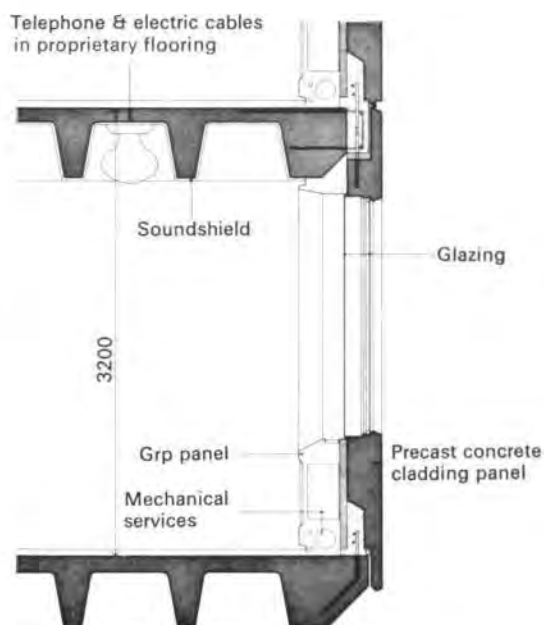 Telephone & electric cables
in proprietary flooring
Soundshield
Glazing
3200
Grp panel
Precast concrete
cladding panel
Mechanical
services